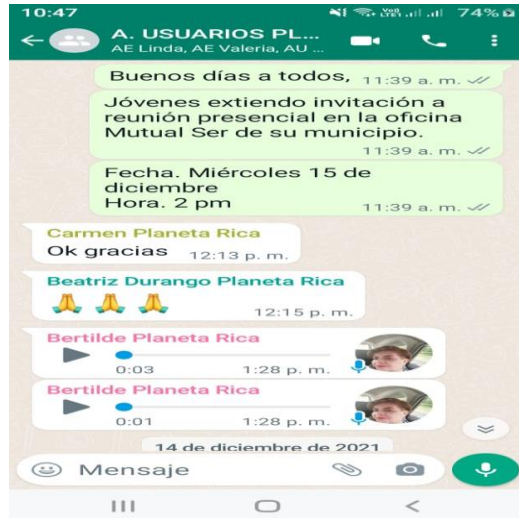 10:47
74%
A. USUARIOS PL...
AE Linda, AE Valeria, AU ...
Buenos días a todos, 11:39 a. m.
Jóvenes extiendo invitación a
reunión presencial en la oficina
Mutual Ser de su municipio.
11:39 a. m.
Fecha. Miércoles 15 de
diciembre
Hora. 2 pm 11:39 a. m.
Carmen Planeta Rica
Ok gracias 12:13 p. m.
Beatriz Durango Planeta Rica
12:15 p. m.
Bertilde Planeta Rica
0:03 1:28 p. m.
Bertilde Planeta Rica
0:01 1:28 p. m.
14 de diciembre de 2021
Mensaje